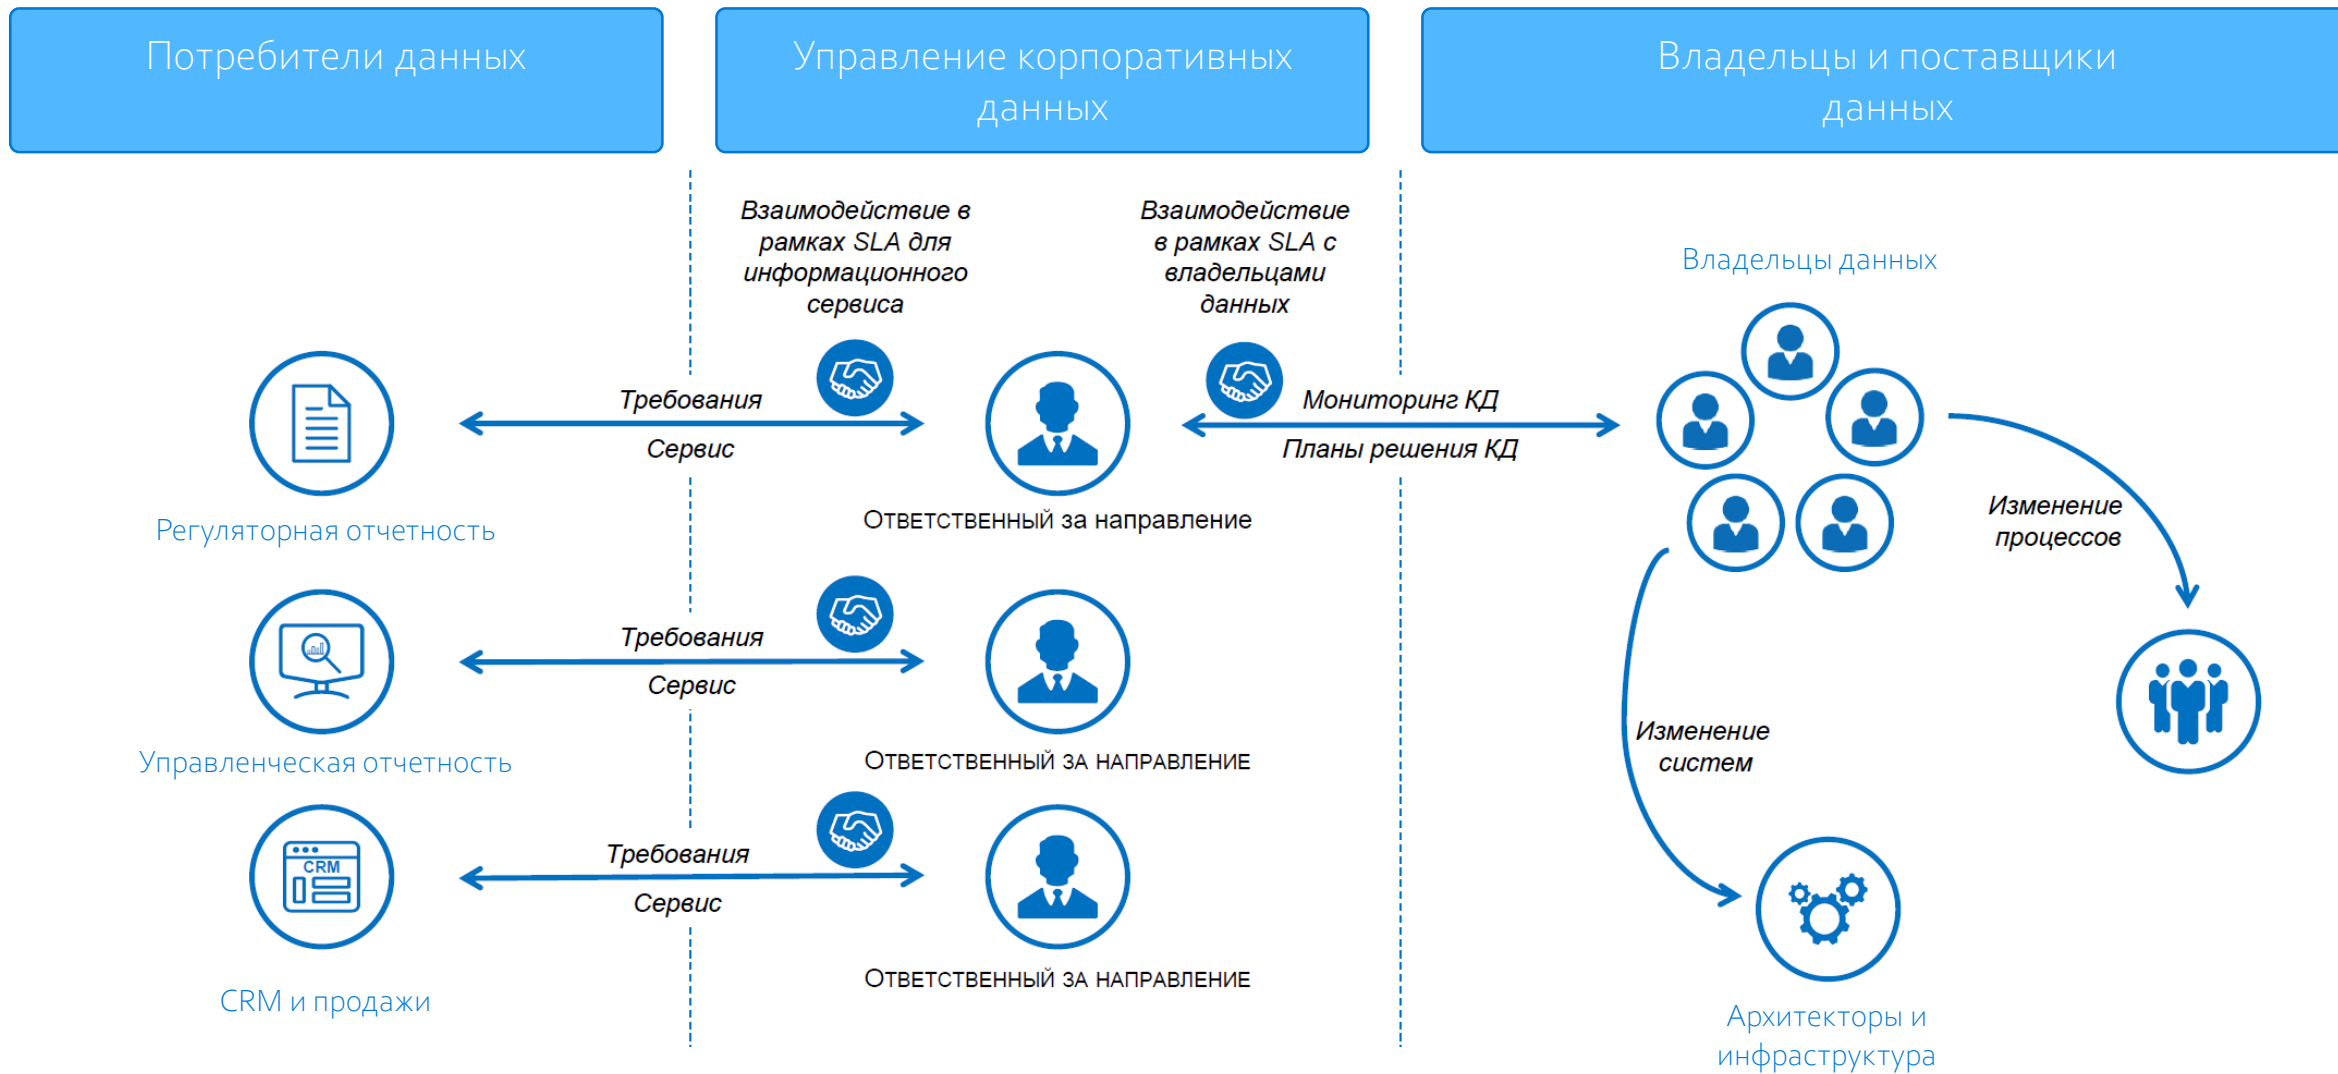 Потребители данных
Управление корпоративных
данных
Владельцы и поставщики
данных
Взаимодействие в
рамках SLA для
информационного
сервиса
Взаимодействие
в рамках SLA с
владельцами
данных
Владельцы данных
Требования
Сервис
Мониторинг КД
Планы решения КД
Регуляторная отчетность
ОТВЕТСТВЕННЫЙ за направление
Изменение
процессов
Требования
Сервис
Управленческая отчетность
ОТВЕТСТВЕННЫЙ ЗА НАПРАВЛЕНИЕ
Изменение
систем
CRM
Требования
Сервис
CRM и продажи
ОТВЕТСТВЕННЫЙ ЗА НАПРАВЛЕНИЕ
Архитекторы и
инфраструктура